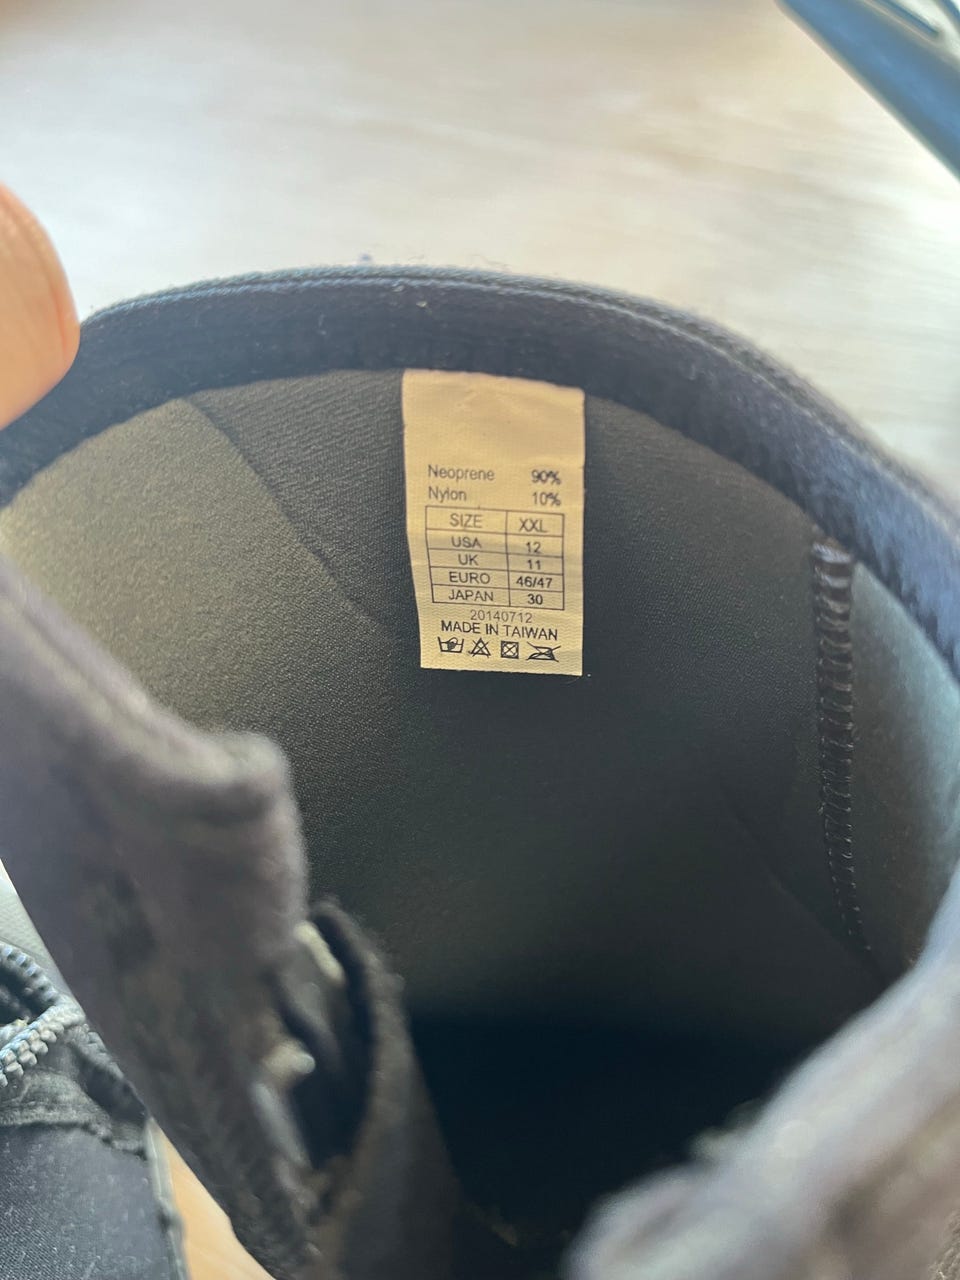 Neoprene 90%
Nylon 10%
SIZE XXL
USA 12
UK 11
EURO 46/47
JAPAN 30
20140712
MADE IN TAIWAN